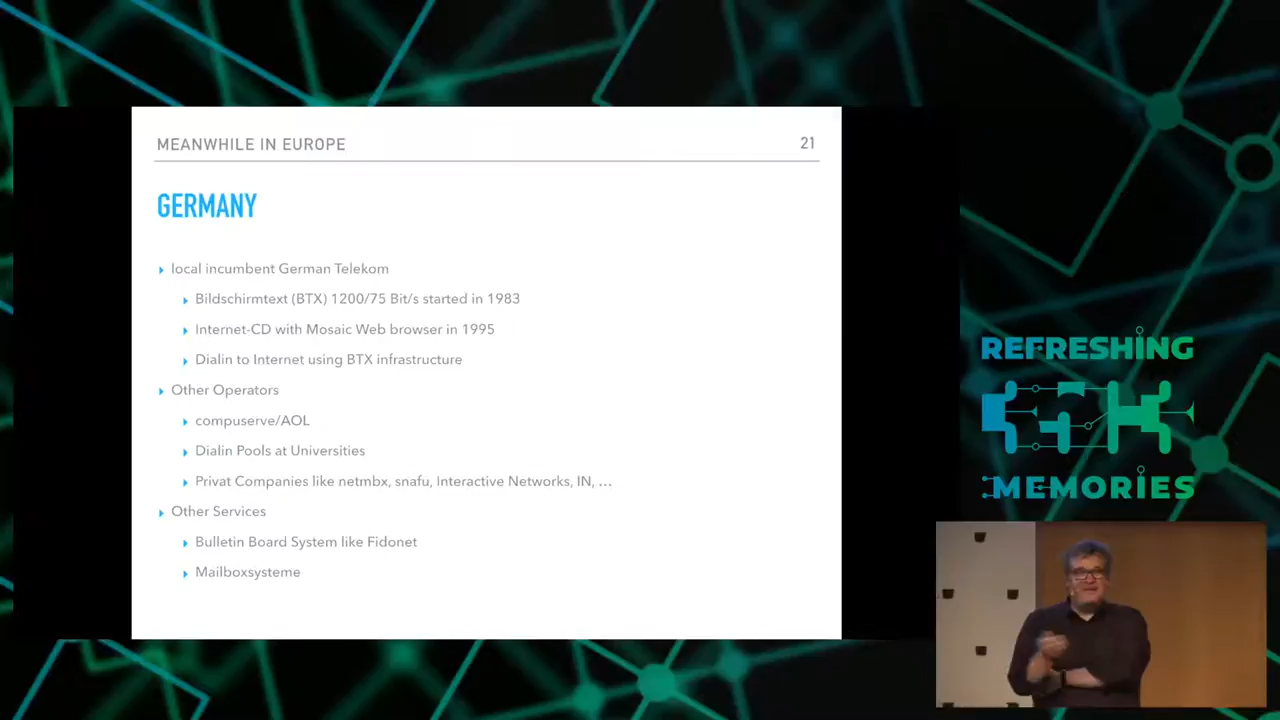 MEANWHILE IN EUROPE 21
GERMANY
local incumbent German Telekom
Bildschirmtext (BTX) 1200/75 Bit/s started in 1983
Internet-CD with Mosaic Web browser in 1995
Dialin to Internet using BTX infrastructure
Other Operators
compuserve/AOL
Dialin Pools at Universities
Privat Companies like netmbx, snafu, Interactive Networks, IN, …
Other Services
Bulletin Board System like Fidonet
Mailboxsysteme
REFRESHING
MEMORIES